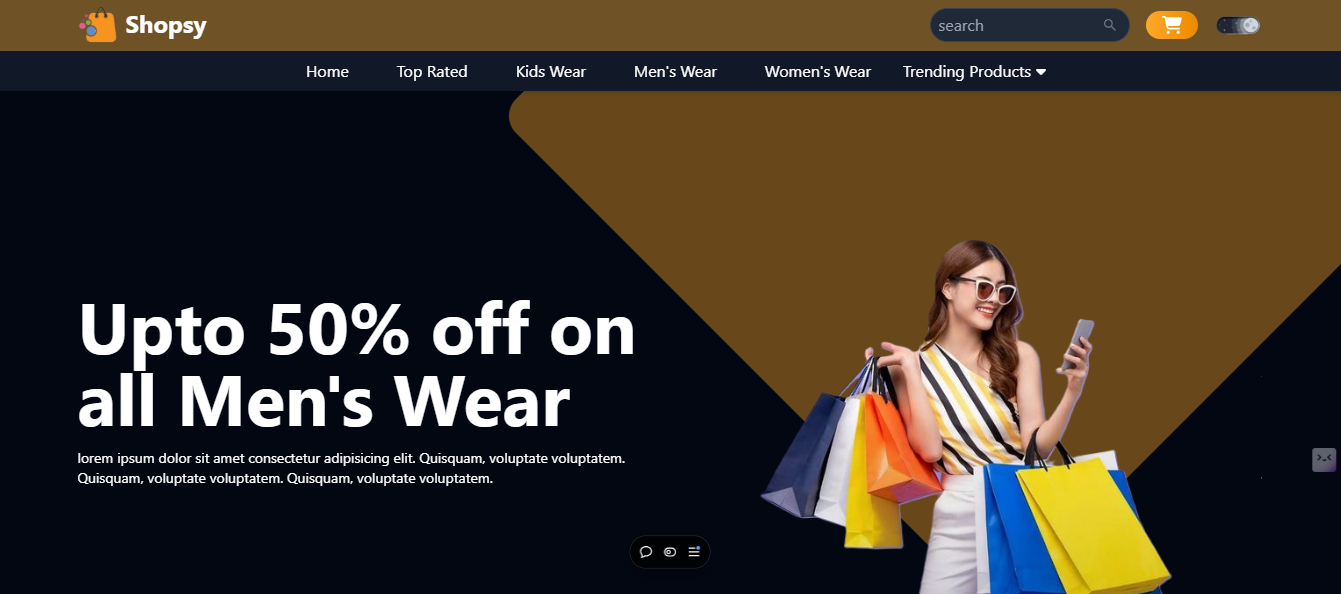 Shopsy
search
Home Top Rated Kids Wear Men's Wear Women's Wear Trending Products
Upto 50% off on
all Men's Wear
lorem ipsum dolor sit amet consectetur adipisicing elit. Quisquam, voluptate voluptatem.
Quisquam, voluptate voluptatem. Quisquam, voluptate voluptatem.